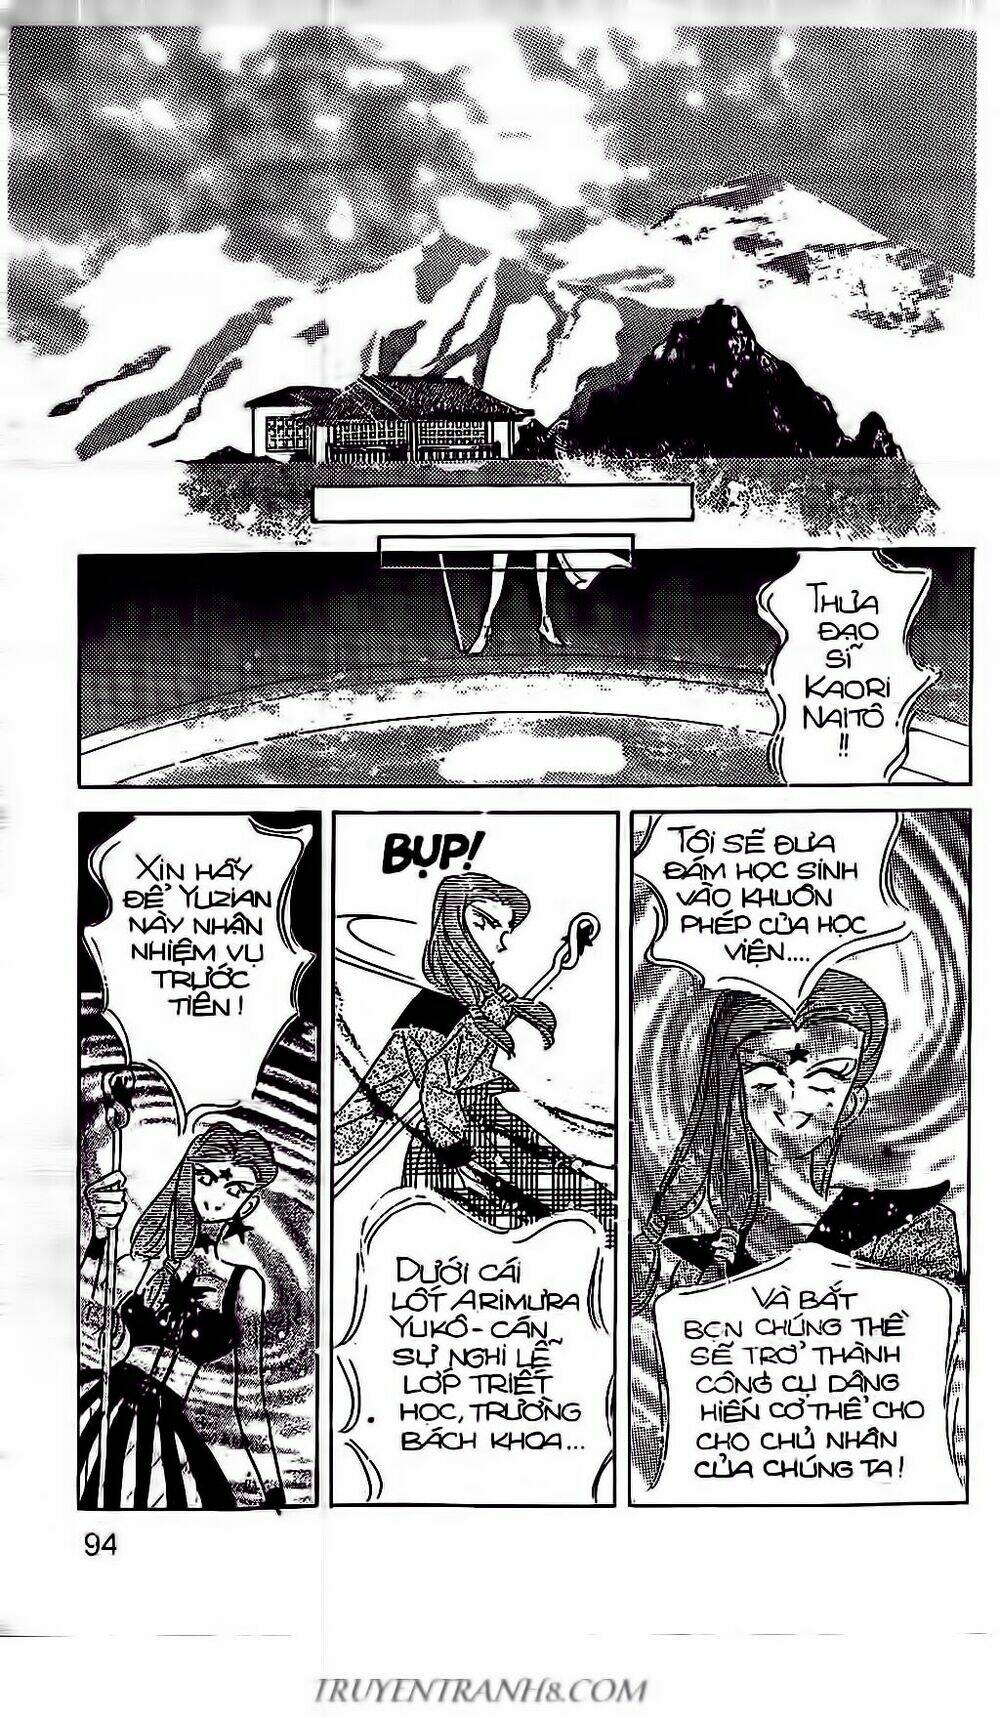 THƯA
ĐẠO
SĨ
KAORI
NAITÔ
!!
XIN HÃY
ĐỂ YUZIAN
NÀY NHÂN
NHIỆM VỤ
TRƯỚC
TIÊN!
BỤP!
DƯỚI CÁI
LỐT ARIMURA
YUKÔ - CÁN
SỰ NGHI LỄ
LỚP TRIẾT
HỌC, TRƯỜNG
BÁCH KHOA...
TÔI SẼ ĐƯA
ĐÁM HỌC SINH
VÀO KHUÔN
PHÉP CỦA HỌC
VIỆN....
VÀ BẮT
BỌN CHÚNG THỀ
SẼ TRỞ THÀNH
CÔNG CỤ DÂNG
HIẾN CƠ THỂ CHO
CHO CHỦ NHÂN
CỦA CHÚNG TA!
94
TRUYENTRANH8.COM